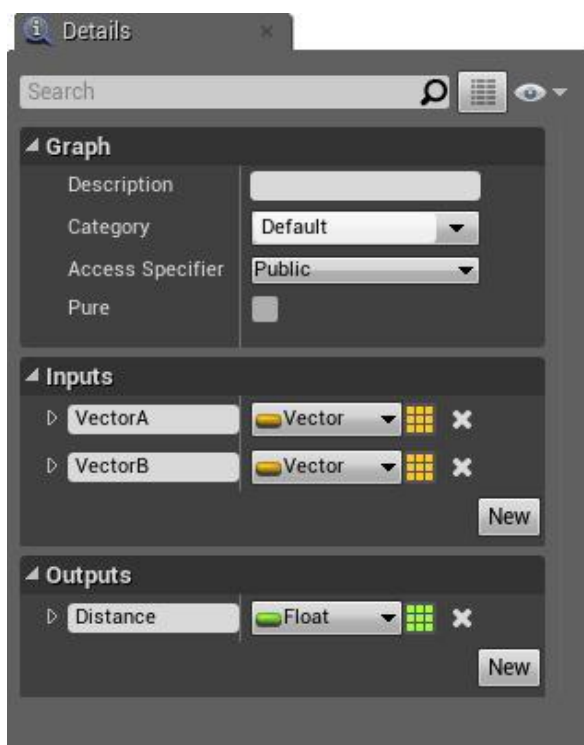 Details
Search
Graph
Description
Category Default
Access Specifier Public
Pure
Inputs
VectorA Vector
VectorB Vector
New
Outputs
Distance Float
New